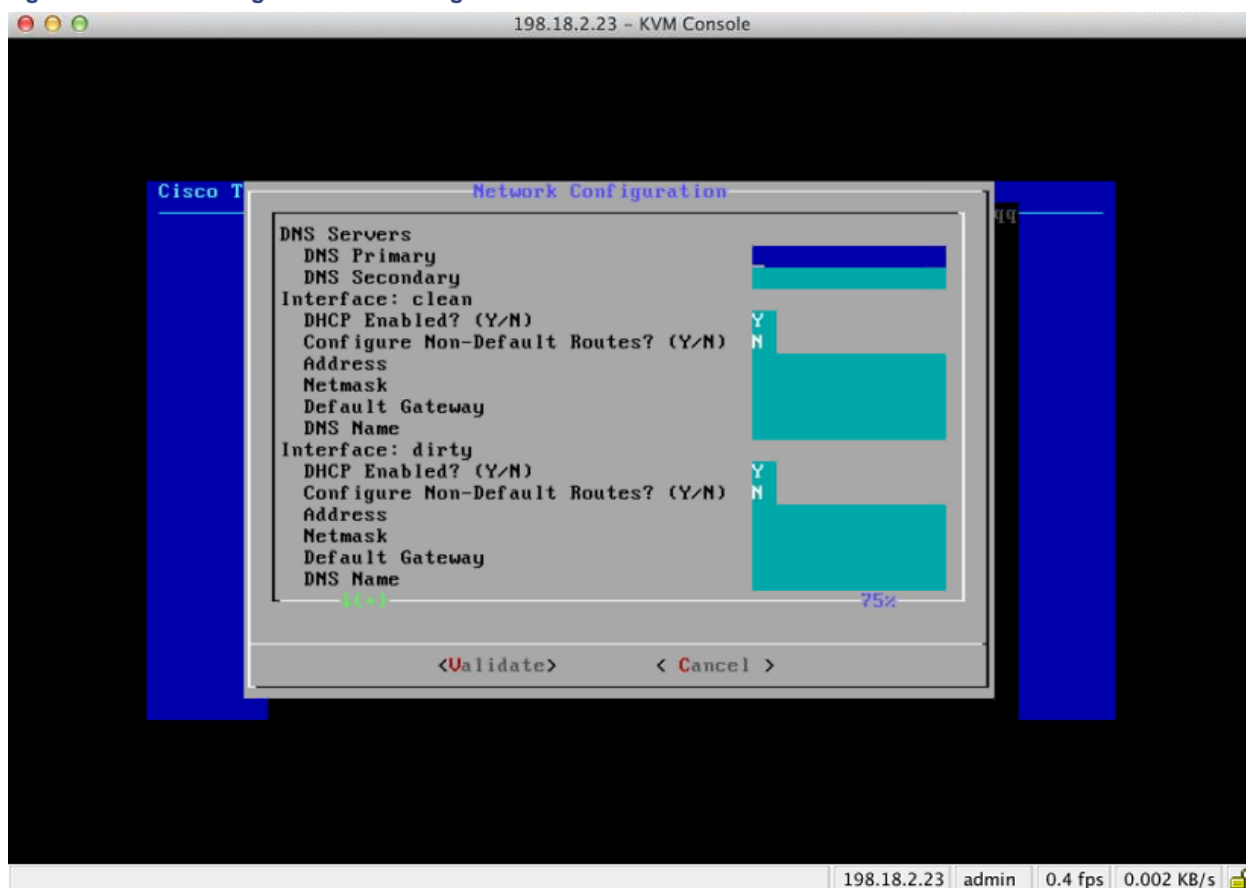 198.18.2.23 – KVM Console
Cisco T
Network Configuration
qq
DNS Servers
DNS Primary
_
DNS Secondary
Interface: clean
DHCP Enabled? (Y/N) Y
Configure Non-Default Routes? (Y/N) N
Address
Netmask
Default Gateway
DNS Name
Interface: dirty
DHCP Enabled? (Y/N) Y
Configure Non-Default Routes? (Y/N) N
Address
Netmask
Default Gateway
DNS Name
↓(+) 75%
<Validate> < Cancel >
198.18.2.23 admin 0.4 fps 0.002 KB/s